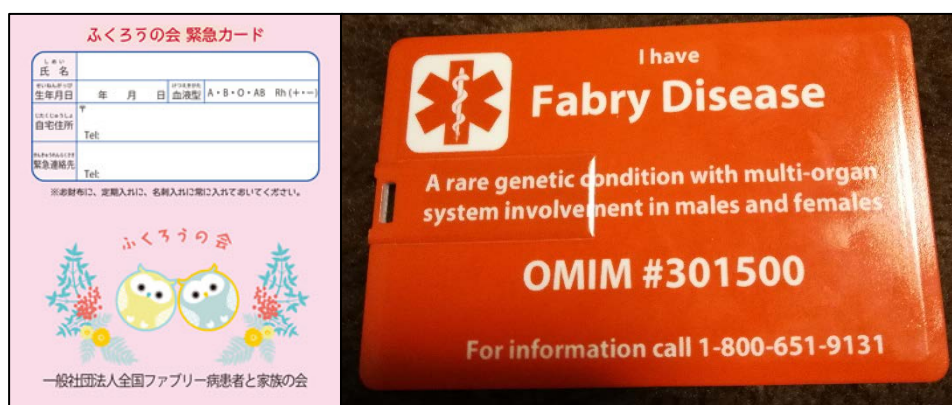 ふくろうの会 緊急カード
しめい
氏 名
せいねんがっぴ
生年月日 年 月 日
けつえきがた
血液型 A・B・O・AB Rh (+・−)
じたくじゅうしょ
自宅住所 〒
Tel:
きんきゅうれんらくさき
緊急連絡先
Tel:
※お財布に、定期入れに、名刺入れに常に入れておいてください。
ふくろうの会
一般社団法人全国ファブリー病患者と家族の会
I have
Fabry Disease
A rare genetic condition with multi-organ
system involvement in males and females
OMIM #301500
For information call 1-800-651-9131